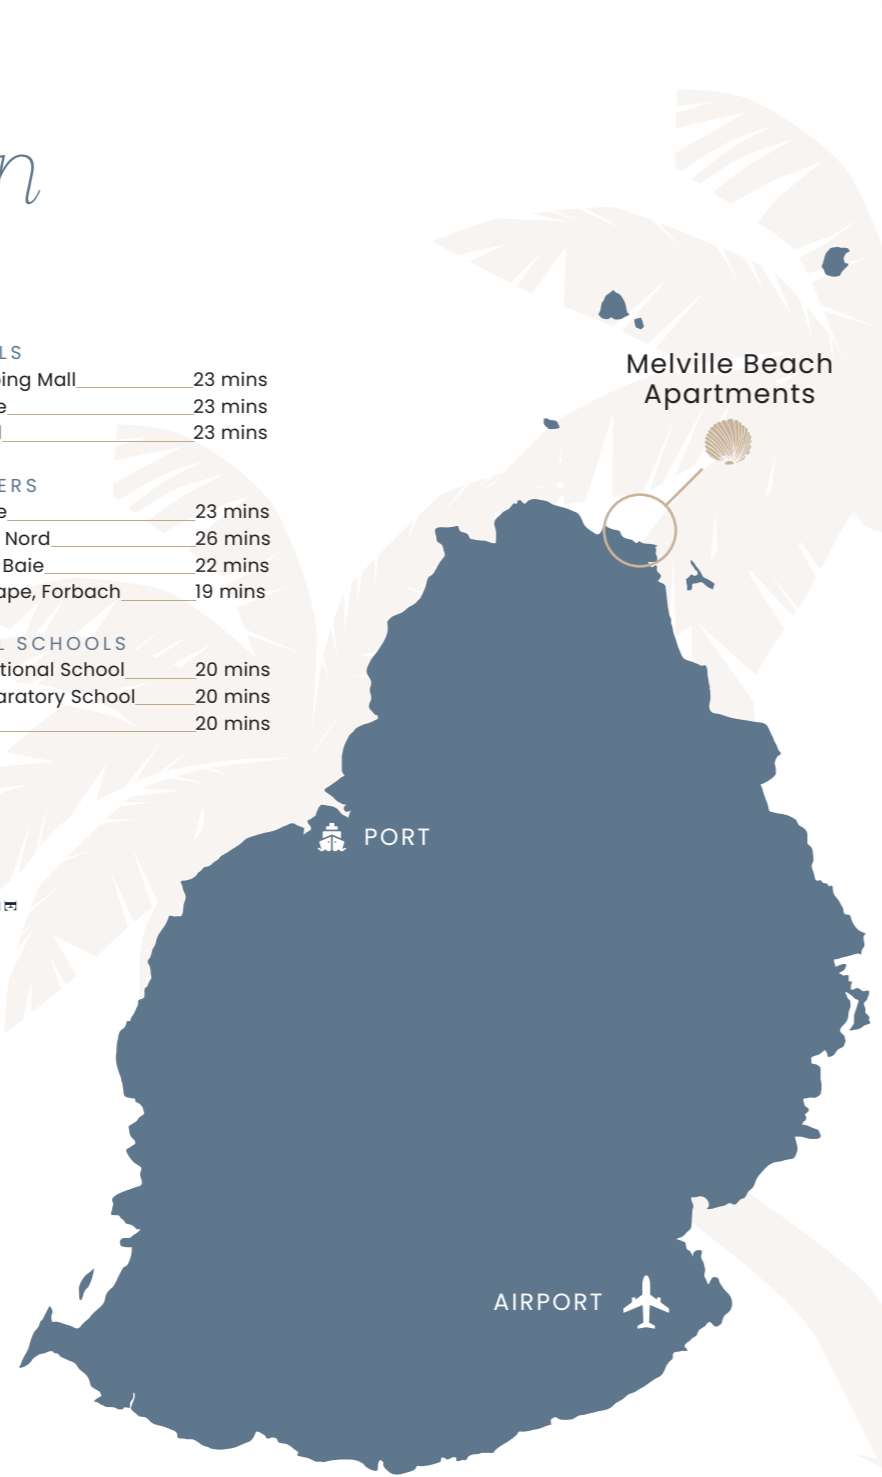 n
LS
ing Mall 23 mins
e 23 mins
23 mins
ERS
e 23 mins
Nord 26 mins
Baie 22 mins
ape, Forbach 19 mins
L SCHOOLS
tional School 20 mins
aratory School 20 mins
20 mins
Melville Beach
Apartments
PORT
AIRPORT